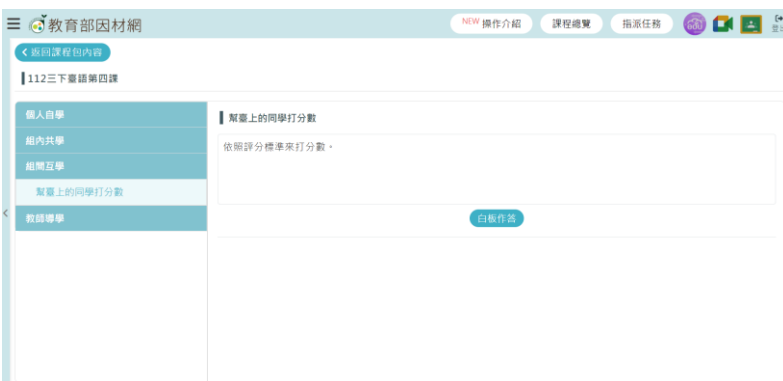 教育部因材網
NEW 操作介紹
課程總覽
指派任務
返回課程包內容
112三下臺語第四課
個人自學
組內共學
組間互學
幫臺上的同學打分數
教師導學
幫臺上的同學打分數
依照評分標準來打分數。
白板作答